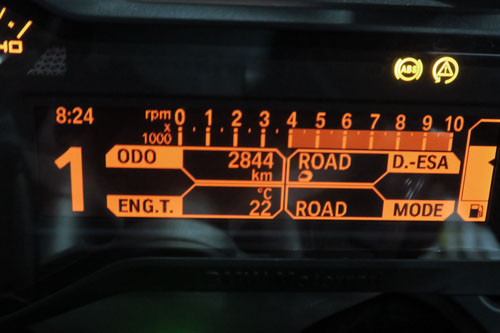 40
ABS
8:24 rpm 0 1 2 3 4 5 6 7 8 9 10
x
1000
1
ODO 2844 ROAD D.-ESA
km
°C
ENG.T. 22 ROAD MODE